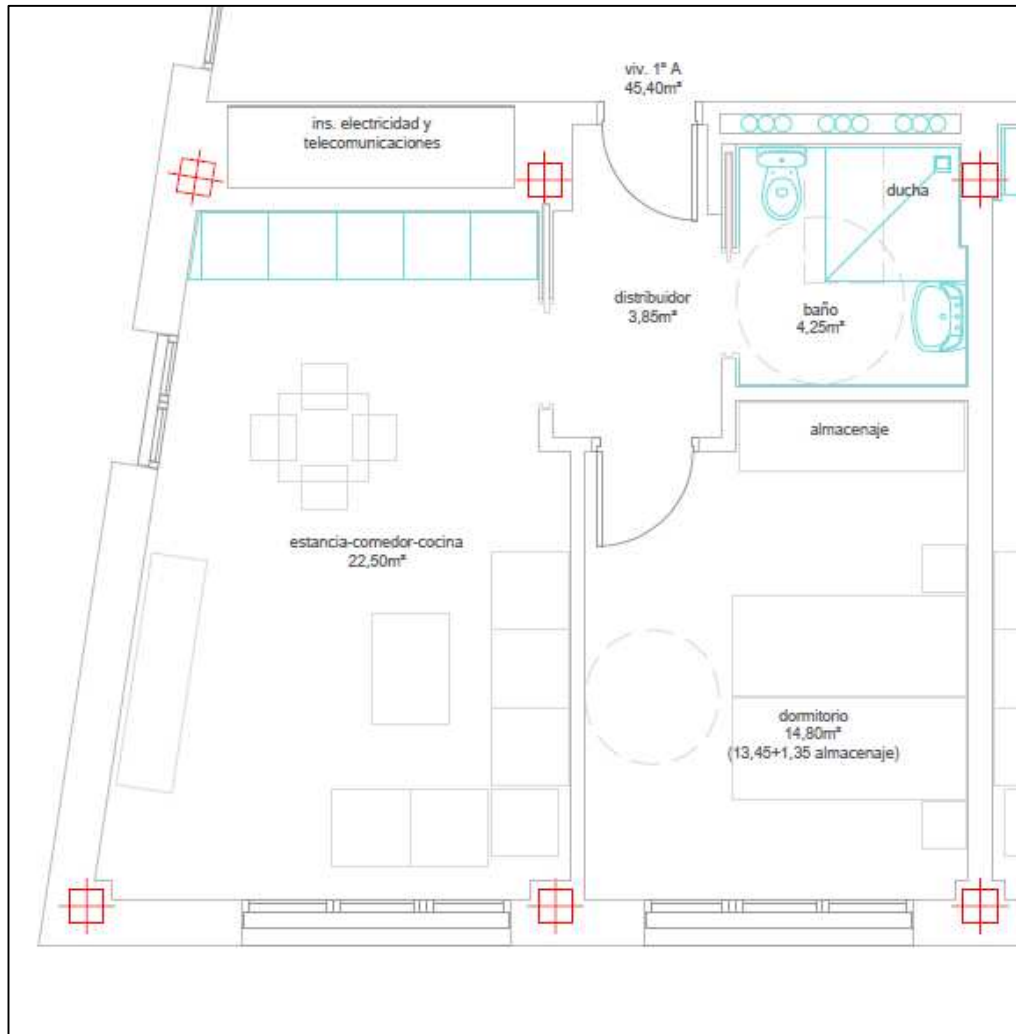 viv. 1º A
45,40m²
ins. electricidad y
telecomunicaciones
ducha
distribuidor
3,85m²
baño
4,25m²
almacenaje
estancia-comedor-cocina
22,50m²
dormitorio
14,80m²
(13,45+1,35 almacenaje)